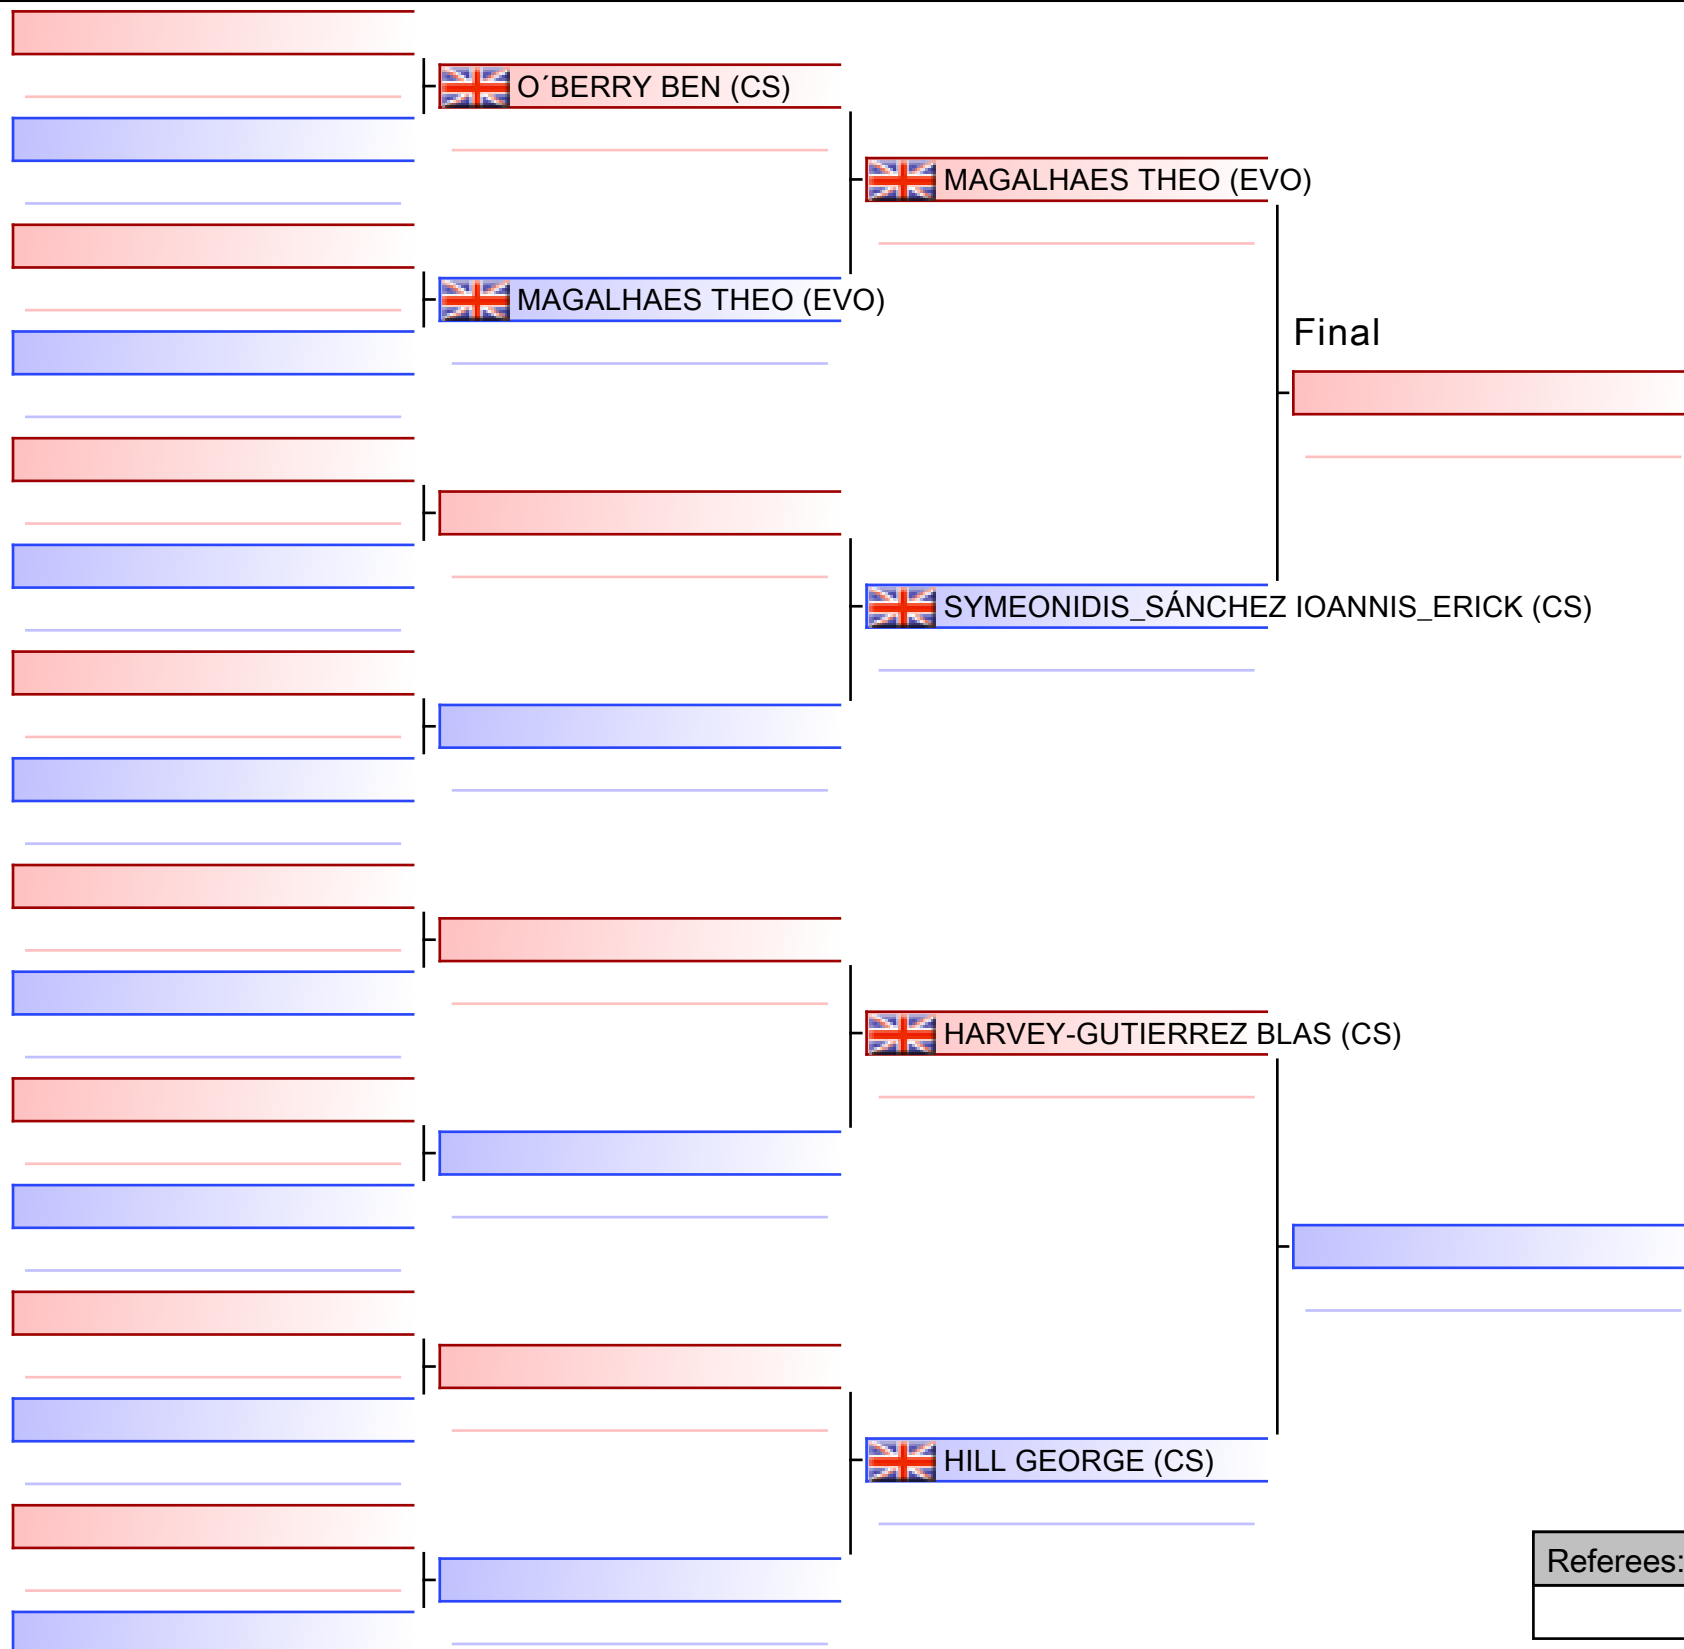 O´BERRY BEN (CS)
MAGALHAES THEO (EVO)
MAGALHAES THEO (EVO)
Final
SYMEONIDIS_SÁNCHEZ IOANNIS_ERICK (CS)
HARVEY-GUTIERREZ BLAS (CS)
HILL GEORGE (CS)
Referees: